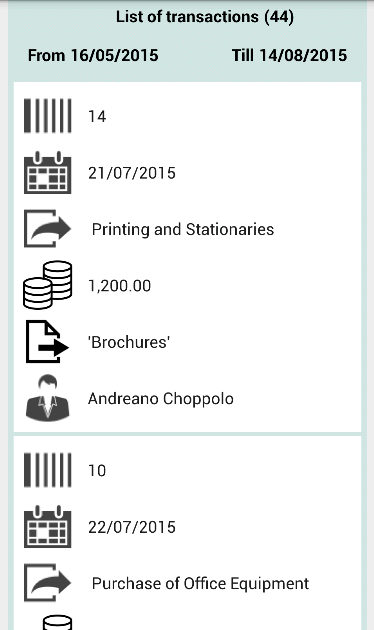 List of transactions (44)
From 16/05/2015 Till 14/08/2015
14
21/07/2015
Printing and Stationaries
1,200.00
'Brochures'
Andreano Choppolo
10
22/07/2015
Purchase of Office Equipment